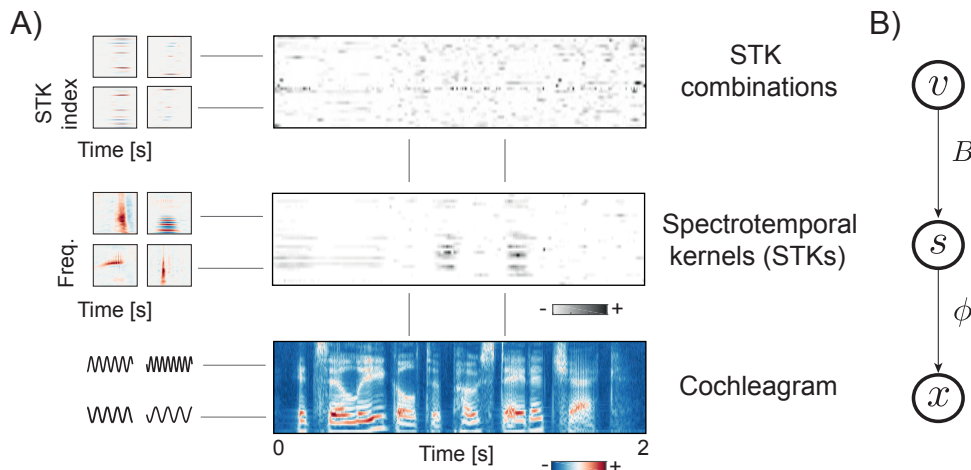 A)
B)
STK
index
Time [s]
STK
combinations
v
B
Freq.
Time [s]
Spectrotemporal
kernels (STKs)
- +
s
ϕ
Cochleagram
x
0
Time [s]
2
- +